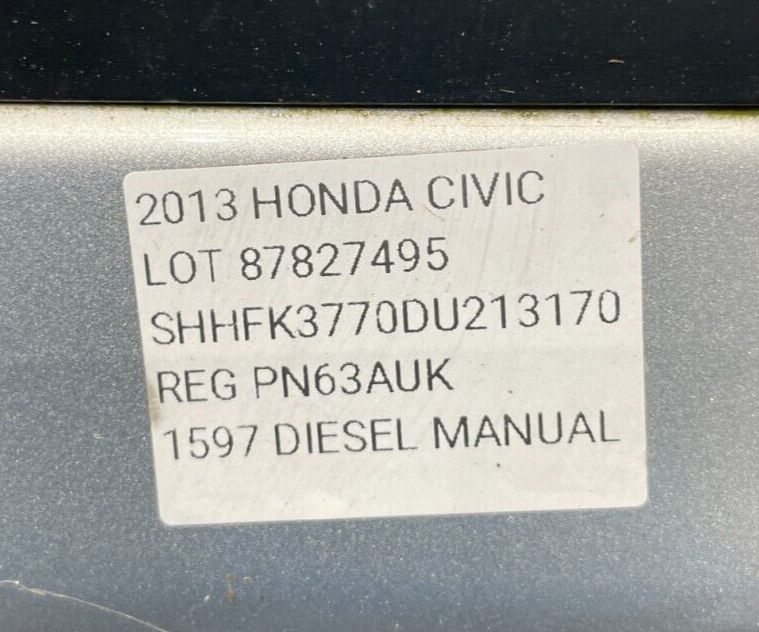 2013 HONDA CIVIC
LOT 87827495
SHHFK3770DU213170
REG PN63AUK
1597 DIESEL MANUAL